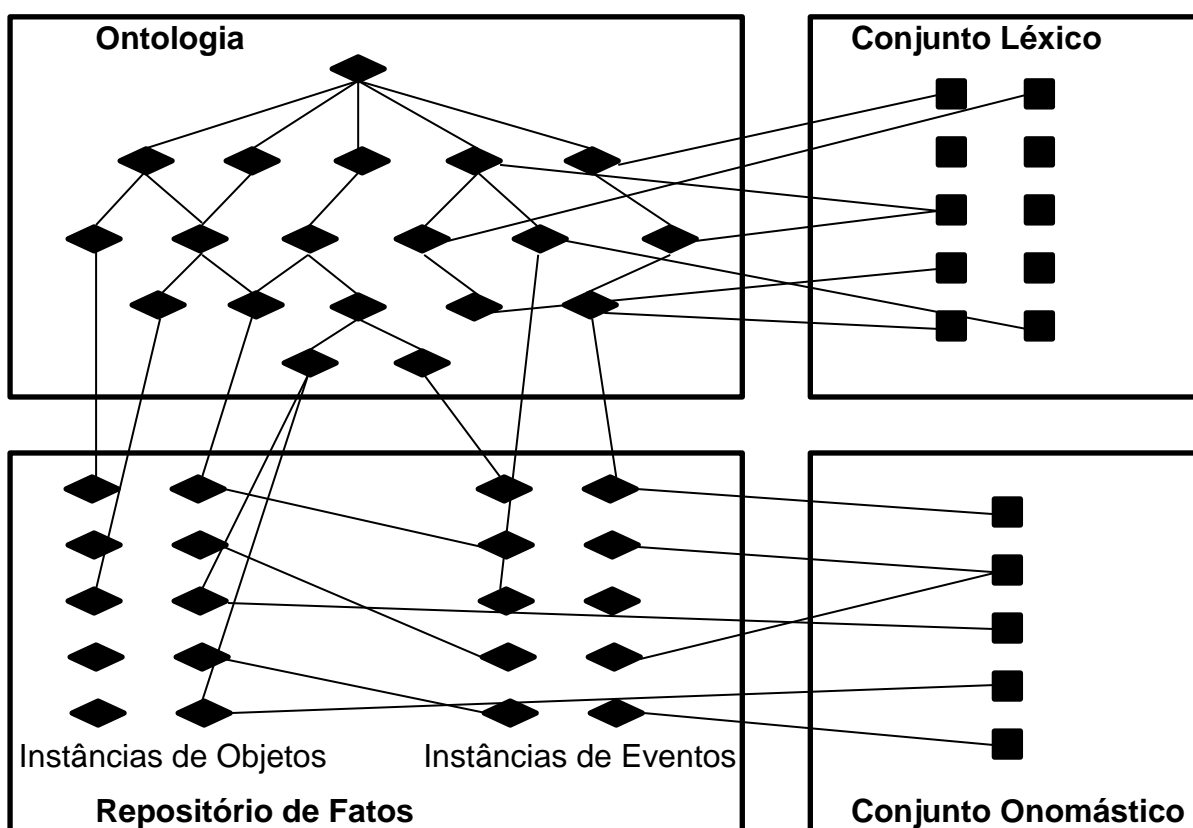 Ontologia
Conjunto Léxico
Instâncias de Objetos
Instâncias de Eventos
Repositório de Fatos
Conjunto Onomástico